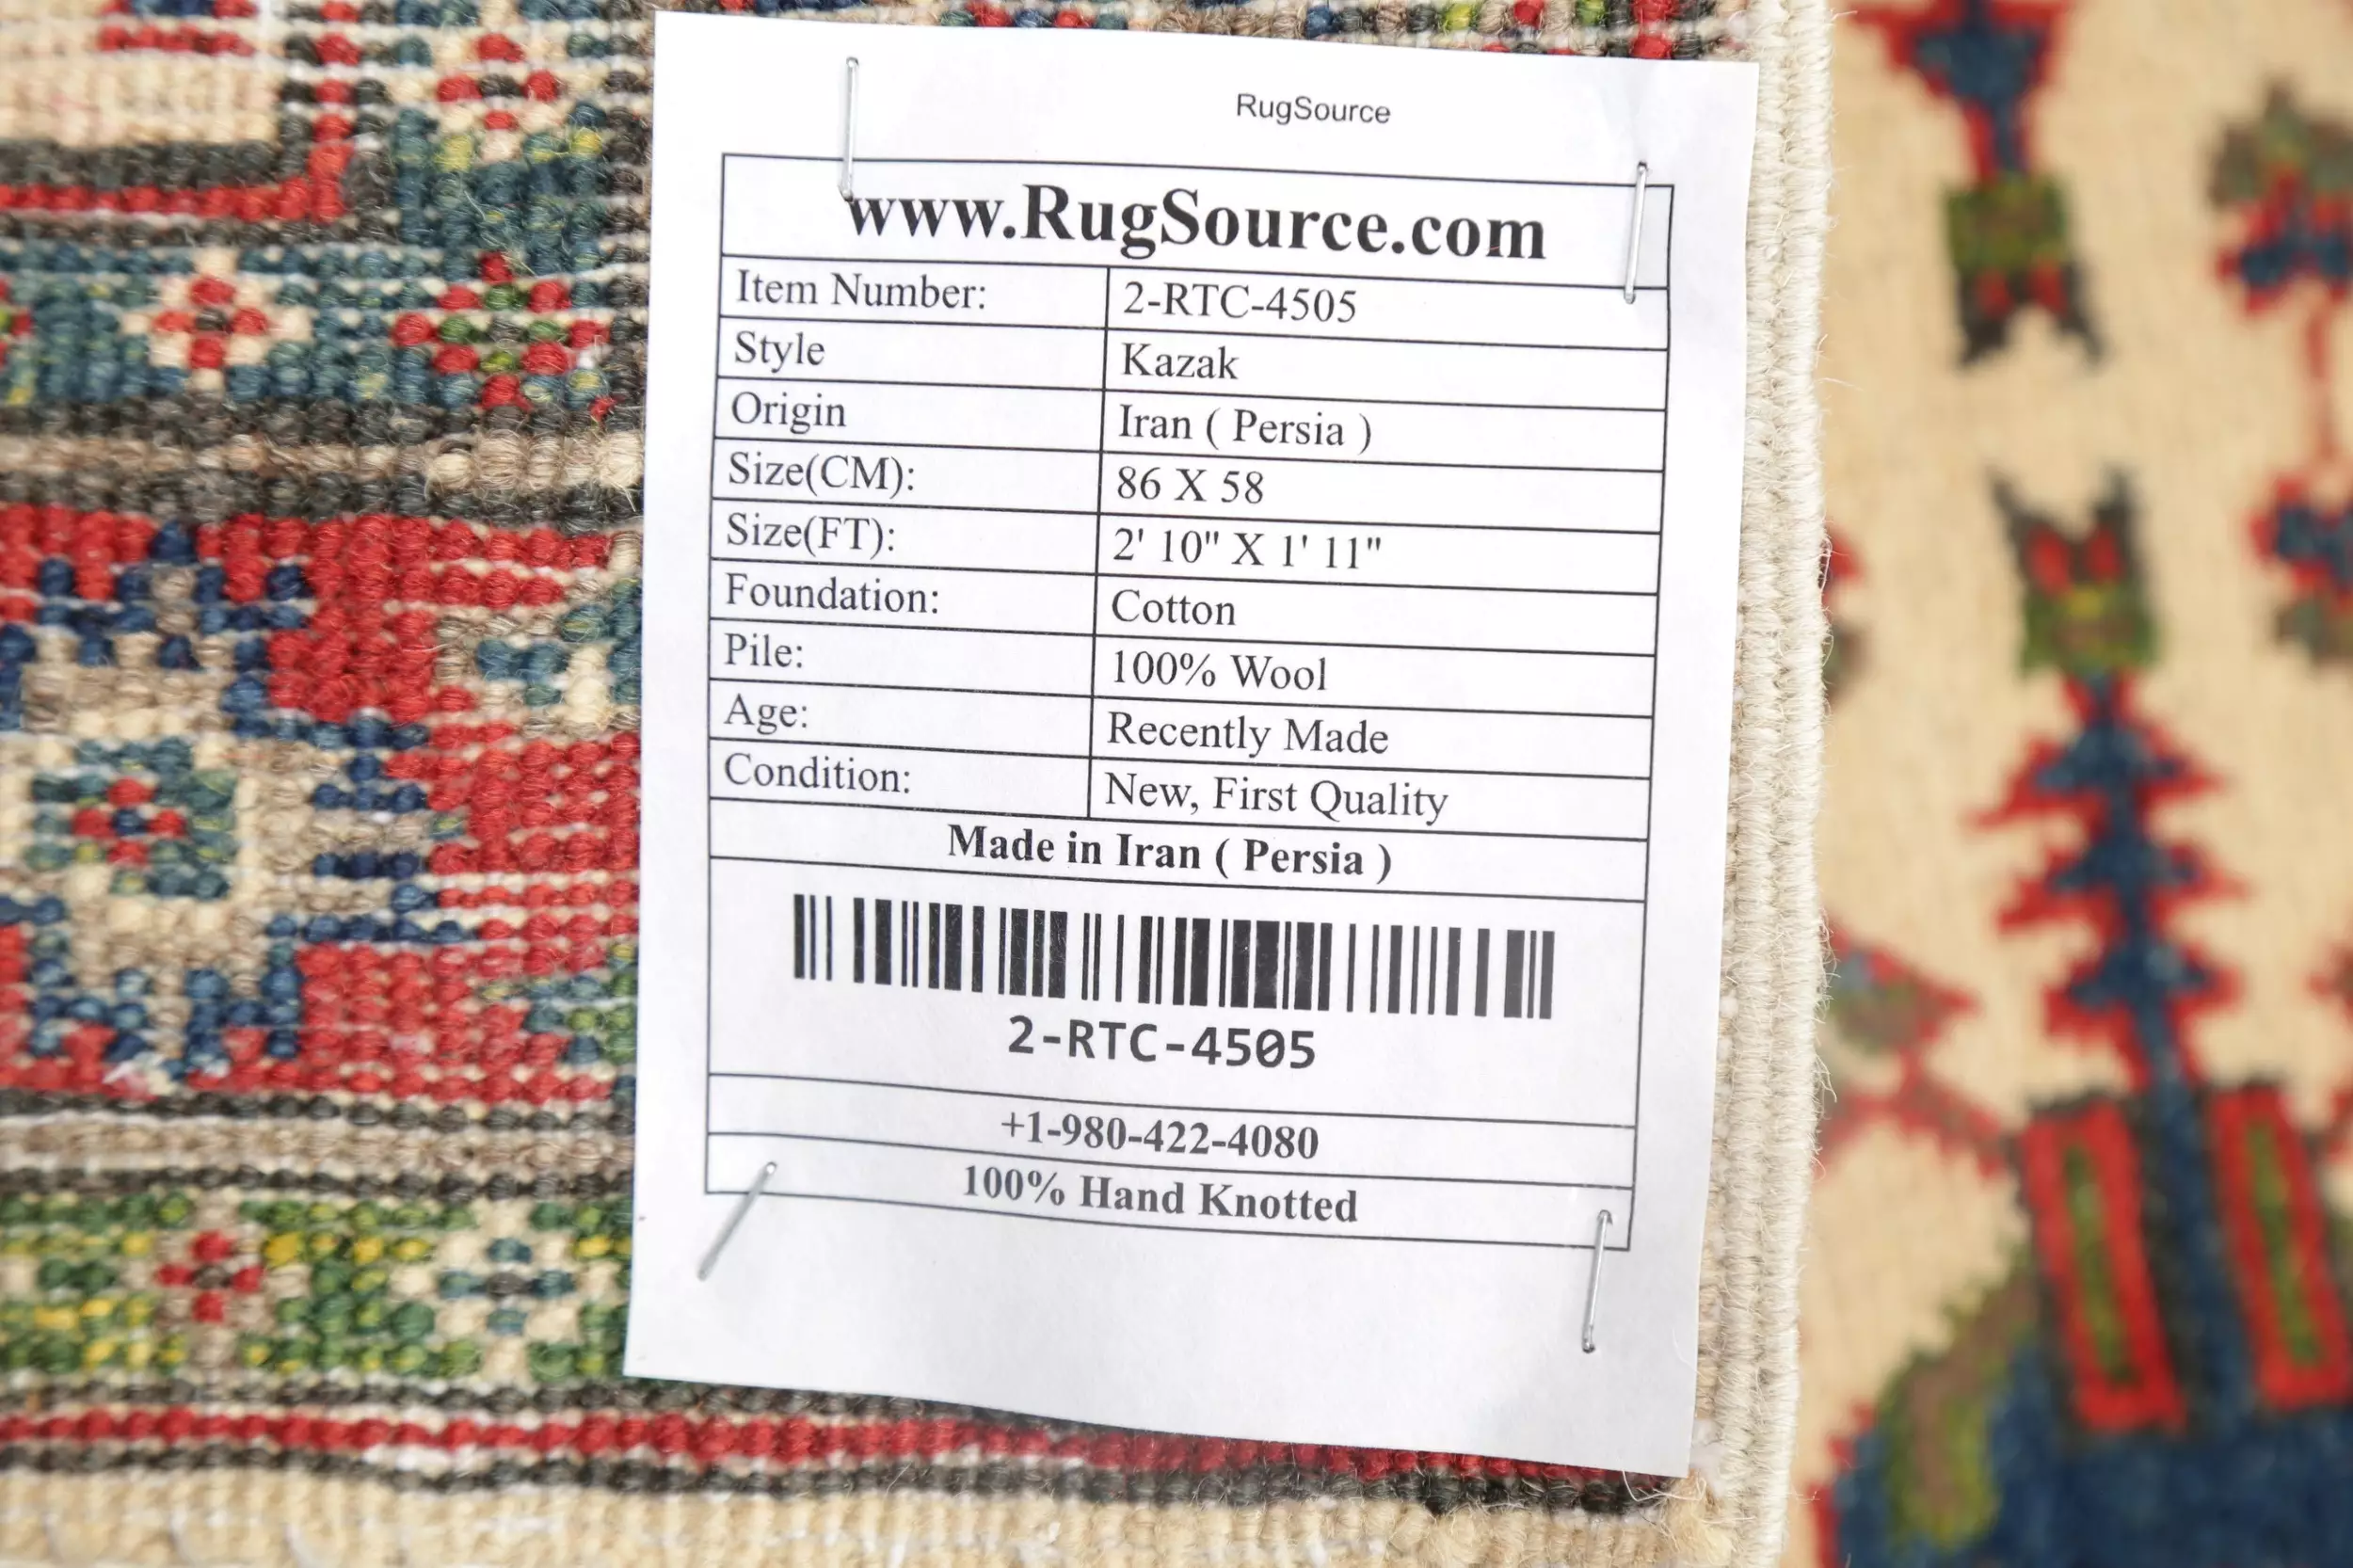 RugSource
www.RugSource.com
Item Number: 2-RTC-4505
Style Kazak
Origin Iran ( Persia )
Size(CM): 86 X 58
Size(FT): 2' 10" X 1' 11"
Foundation: Cotton
Pile: 100% Wool
Age: Recently Made
Condition: New, First Quality
Made in Iran ( Persia )
2-RTC-4505
+1-980-422-4080
100% Hand Knotted